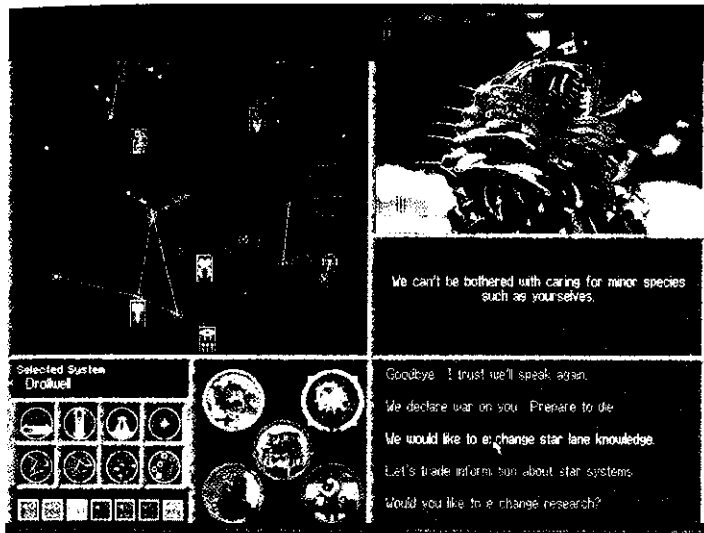 We can't be bothered with caring for minor species
such as yourselves.
Selected System
Drollwell
Goodbye. I trust we'll speak again.
We declare war on you. Prepare to die
We would like to exchange star lane knowledge.
Let's trade information about star systems
Would you like to exchange research?